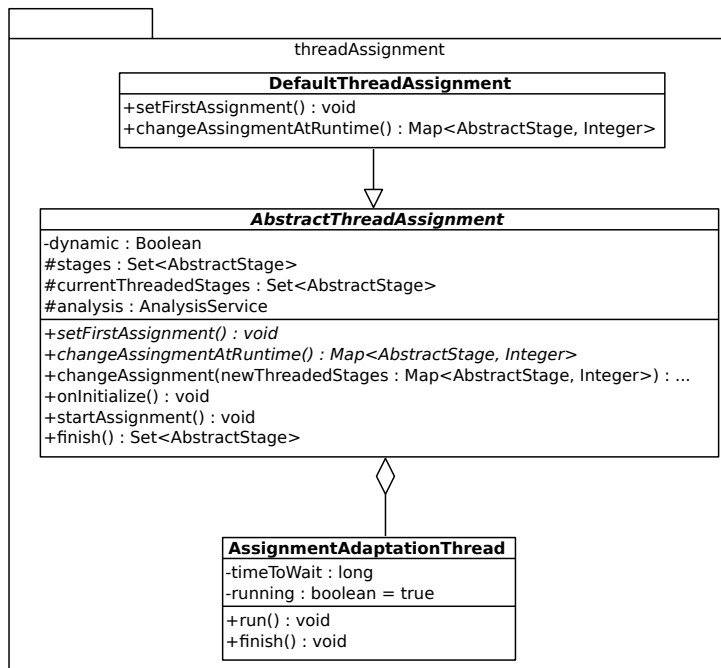 threadAssignment
DefaultThreadAssignment
+setFirstAssignment() : void
+changeAssingmentAtRuntime() : Map<AbstractStage, Integer>
AbstractThreadAssignment
-dynamic : Boolean
#stages : Set<AbstractStage>
#currentThreadedStages : Set<AbstractStage>
#analysis : AnalysisService
+setFirstAssignment() : void
+changeAssingmentAtRuntime() : Map<AbstractStage, Integer>
+changeAssignment(newThreadedStages : Map<AbstractStage, Integer>) : ...
+onInitialize() : void
+startAssignment() : void
+finish() : Set<AbstractStage>
AssignmentAdaptationThread
-timeToWait : long
-running : boolean = true
+run() : void
+finish() : void